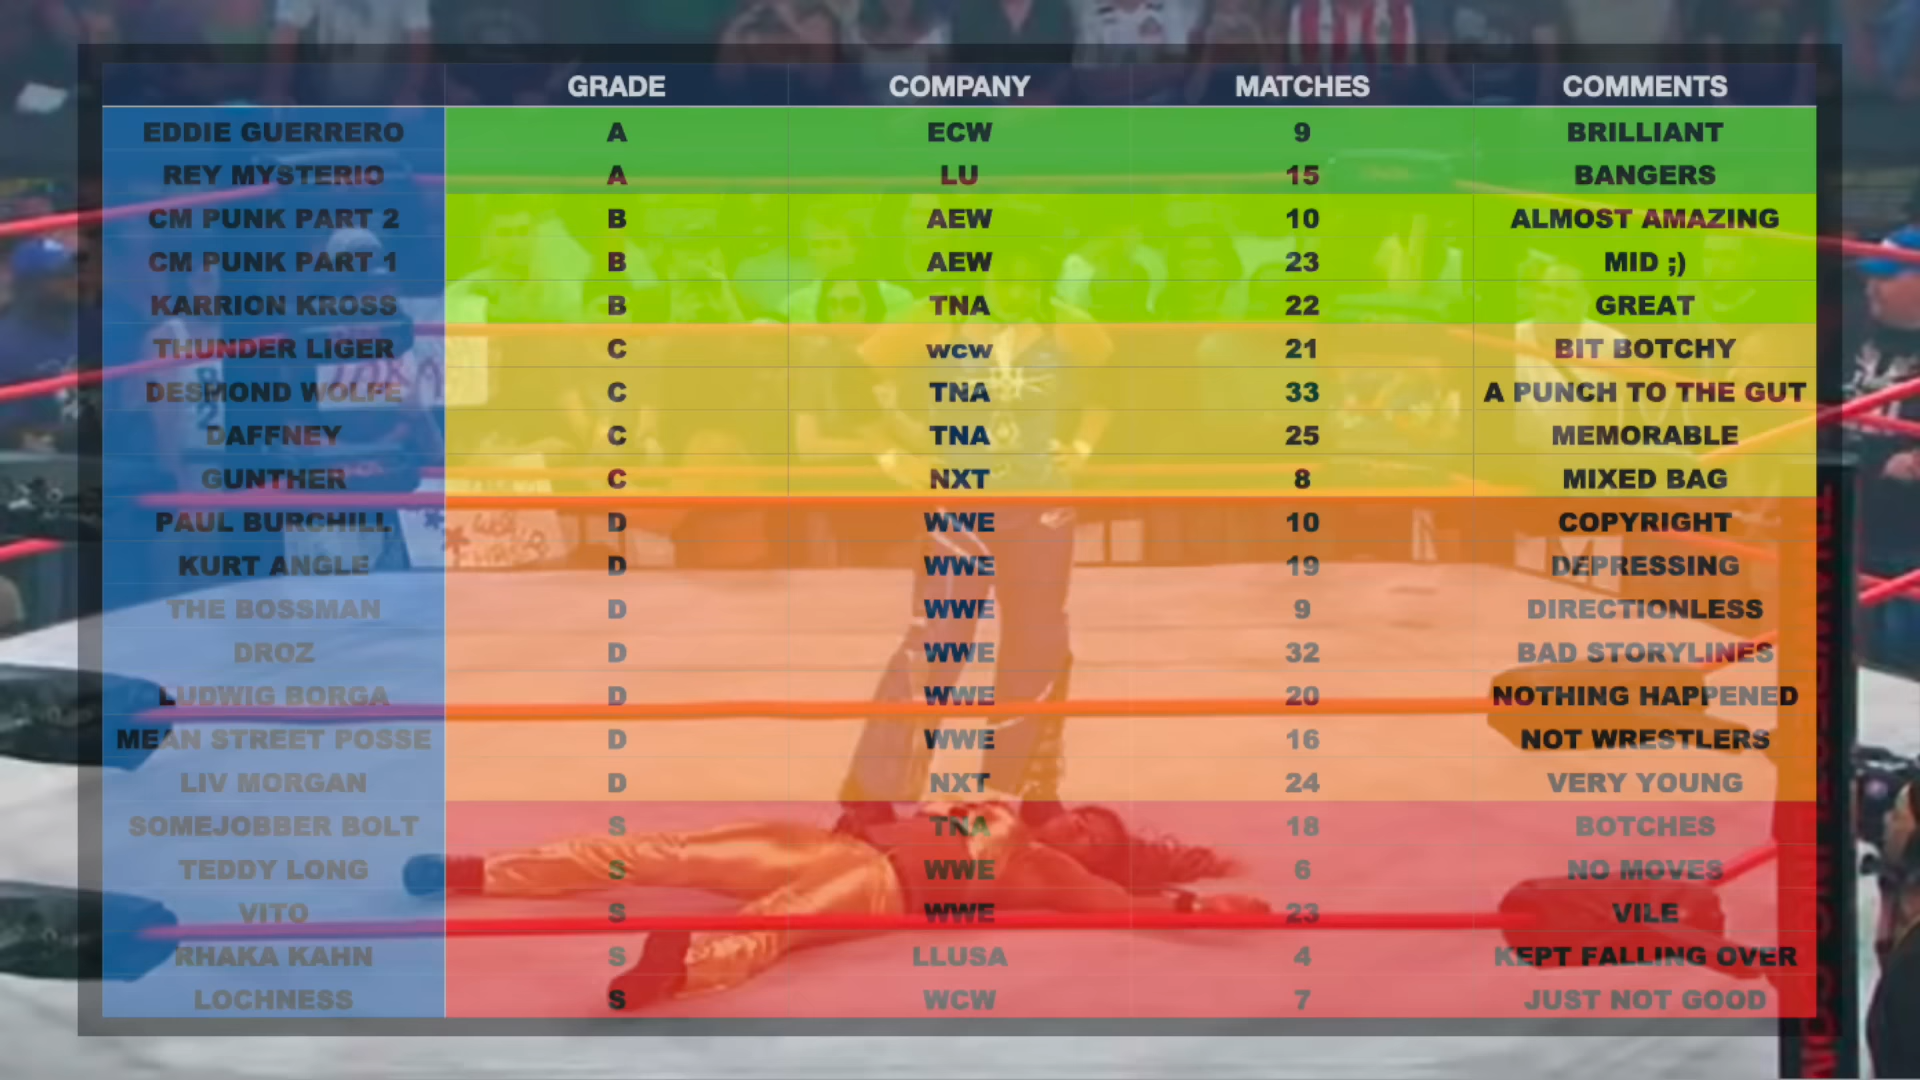 GRADE COMPANY MATCHES COMMENTS
EDDIE GUERRERO A ECW 9 BRILLIANT
REY MYSTERIO A LU 15 BANGERS
CM PUNK PART 2 B AEW 10 ALMOST AMAZING
CM PUNK PART 1 B AEW 23 MID ;)
KARRION KROSS B TNA 22 GREAT
THUNDER LIGER C wcw 21 BIT BOTCHY
DESMOND WOLFE C TNA 33 A PUNCH TO THE GUT
DAFFNEY C TNA 25 MEMORABLE
GUNTHER C NXT 8 MIXED BAG
PAUL BURCHILL D WWE 10 COPYRIGHT
KURT ANGLE D WWE 19 DEPRESSING
THE BOSSMAN D WWE 9 DIRECTIONLESS
DROZ D WWE 32 BAD STORYLINES
LUDWIG BORGA D WWE 20 NOTHING HAPPENED
MEAN STREET POSSE D WWE 16 NOT WRESTLERS
LIV MORGAN D NXT 24 VERY YOUNG
SOMEJOBBER BOLT S TNA 18 BOTCHES
TEDDY LONG S WWE 6 NO MOVES
VITO S WWE 23 VILE
RHAKA KAHN S LLUSA 4 KEPT FALLING OVER
LOCHNESS S WCW 7 JUST NOT GOOD